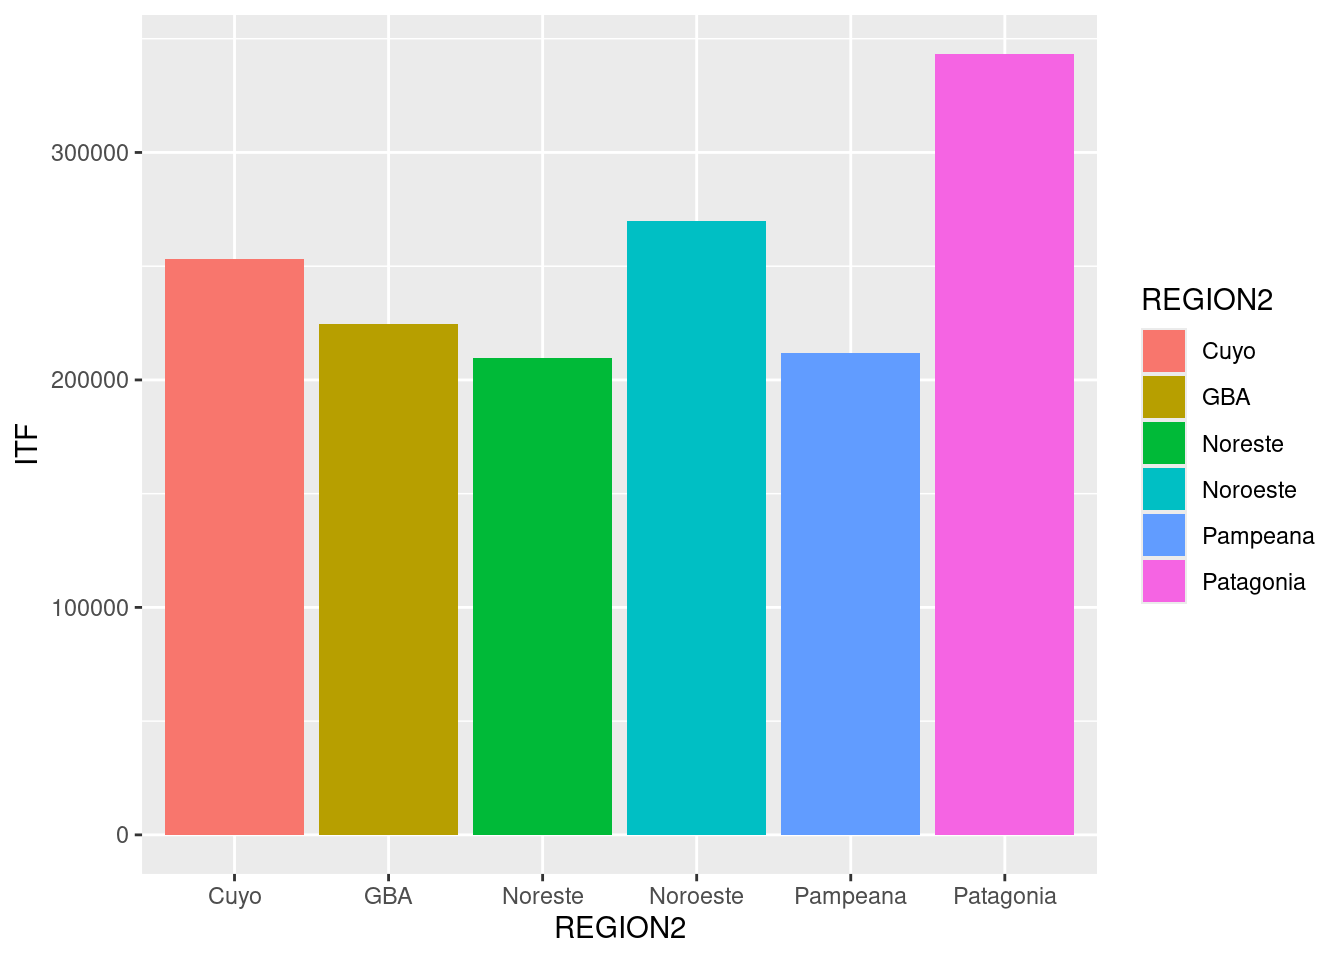 ITF
300000
200000
100000
0
Cuyo GBA Noreste Noroeste Pampeana Patagonia
REGION2
REGION2
Cuyo
GBA
Noreste
Noroeste
Pampeana
Patagonia